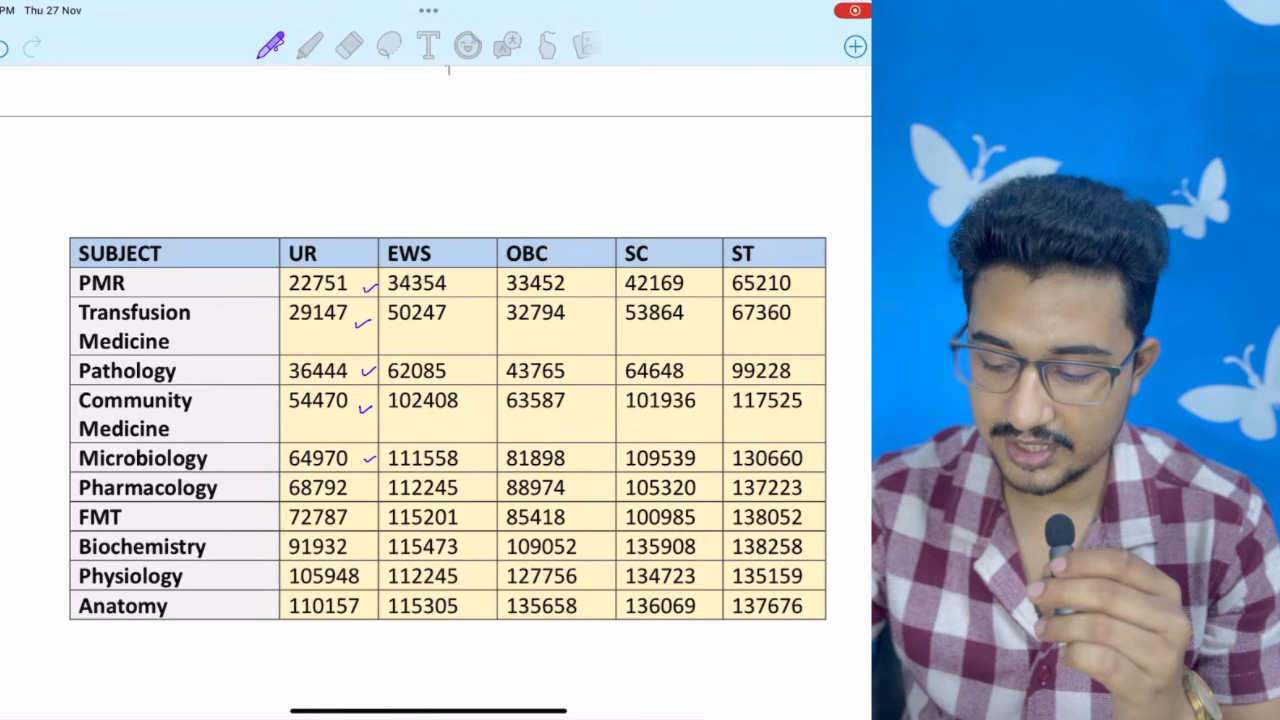 PM Thu 27 Nov
SUBJECT UR EWS OBC SC ST
PMR 22751 34354 33452 42169 65210
Transfusion Medicine 29147 50247 32794 53864 67360
Pathology 36444 62085 43765 64648 99228
Community Medicine 54470 102408 63587 101936 117525
Microbiology 64970 111558 81898 109539 130660
Pharmacology 68792 112245 88974 105320 137223
FMT 72787 115201 85418 100985 138052
Biochemistry 91932 115473 109052 135908 138258
Physiology 105948 112245 127756 134723 135159
Anatomy 110157 115305 135658 136069 137676